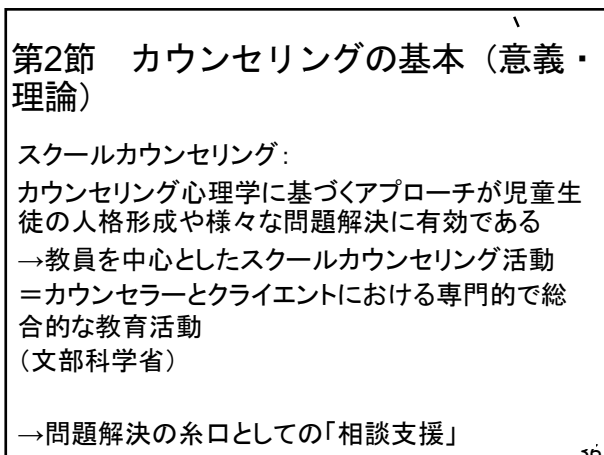 第2節　カウンセリングの基本（意義・
理論）
スクールカウンセリング：
カウンセリング心理学に基づくアプローチが児童生
徒の人格形成や様々な問題解決に有効である
→教員を中心としたスクールカウンセリング活動
＝カウンセラーとクライエントにおける専門的で総
合的な教育活動
（文部科学省）
→問題解決の糸口としての「相談支援」